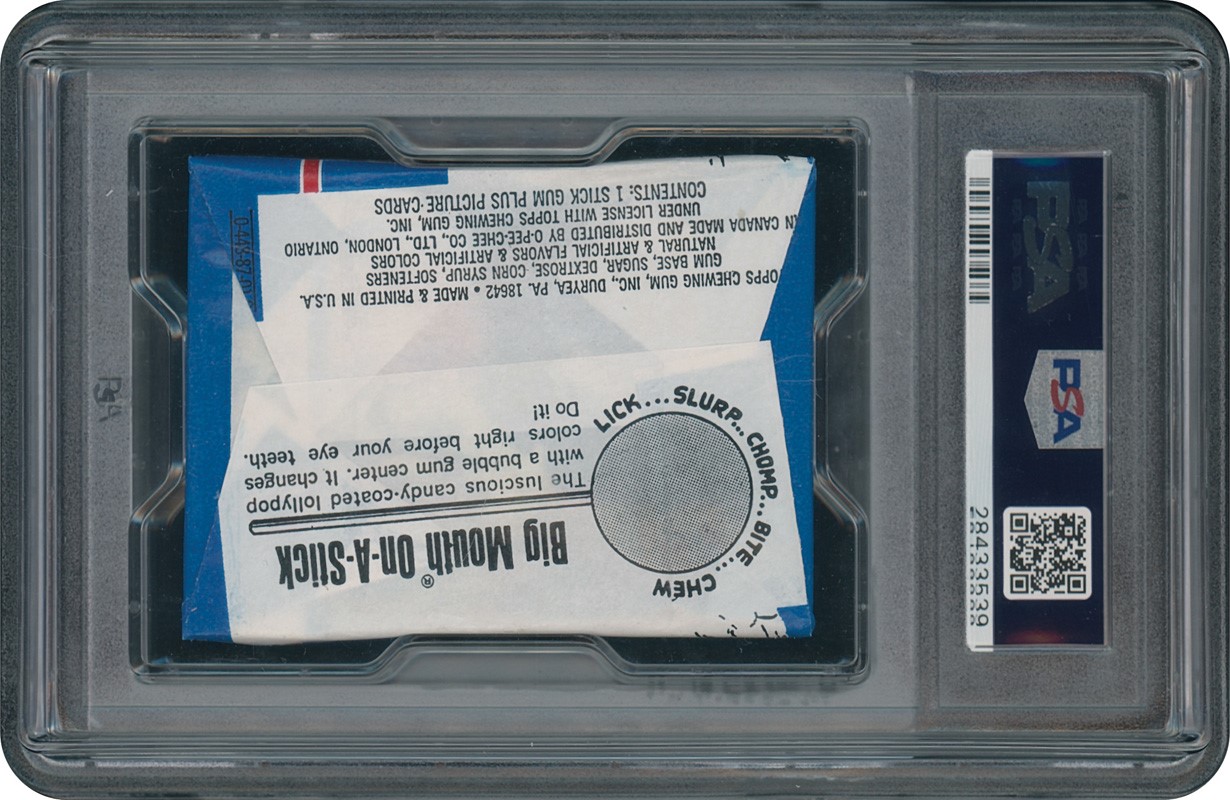 Big Mouth On-A-Stick®
The luscious candy-coated lollypop
with a bubble gum center. It changes
colors right before your eye teeth.
Do it!
LICK... SLURP... CHOMP... BITE... CHEW
OPPS CHEWING GUM, INC., DURYEA, PA. 18642 • MADE & PRINTED IN U.S.A.
GUM BASE, SUGAR, DEXTROSE, CORN SYRUP, SOFTENERS
NATURAL & ARTIFICIAL FLAVORS & ARTIFICIAL COLORS
IN CANADA MADE AND DISTRIBUTED BY O-PEE-CHEE CO., LTD., LONDON, ONTARIO
UNDER LICENSE WITH TOPPS CHEWING GUM, INC.
CONTENTS: 1 STICK GUM PLUS PICTURE CARDS
PSA
PSA
28433539
PSA